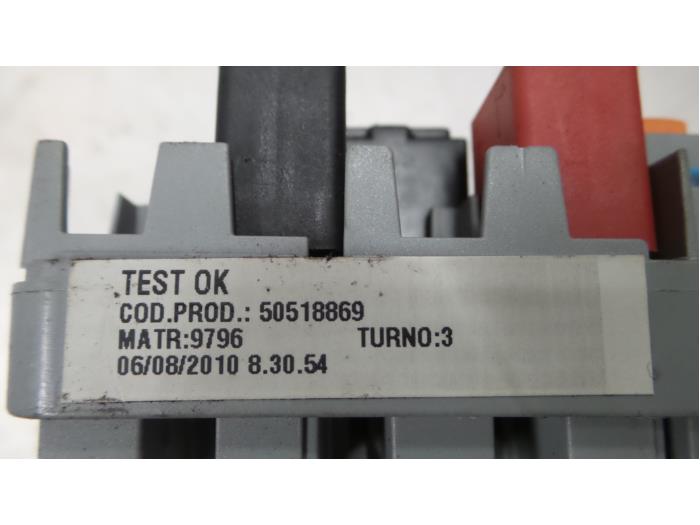 TEST OK
COD.PROD.: 50518869
MATR:9796 TURNO:3
06/08/2010 8.30.54